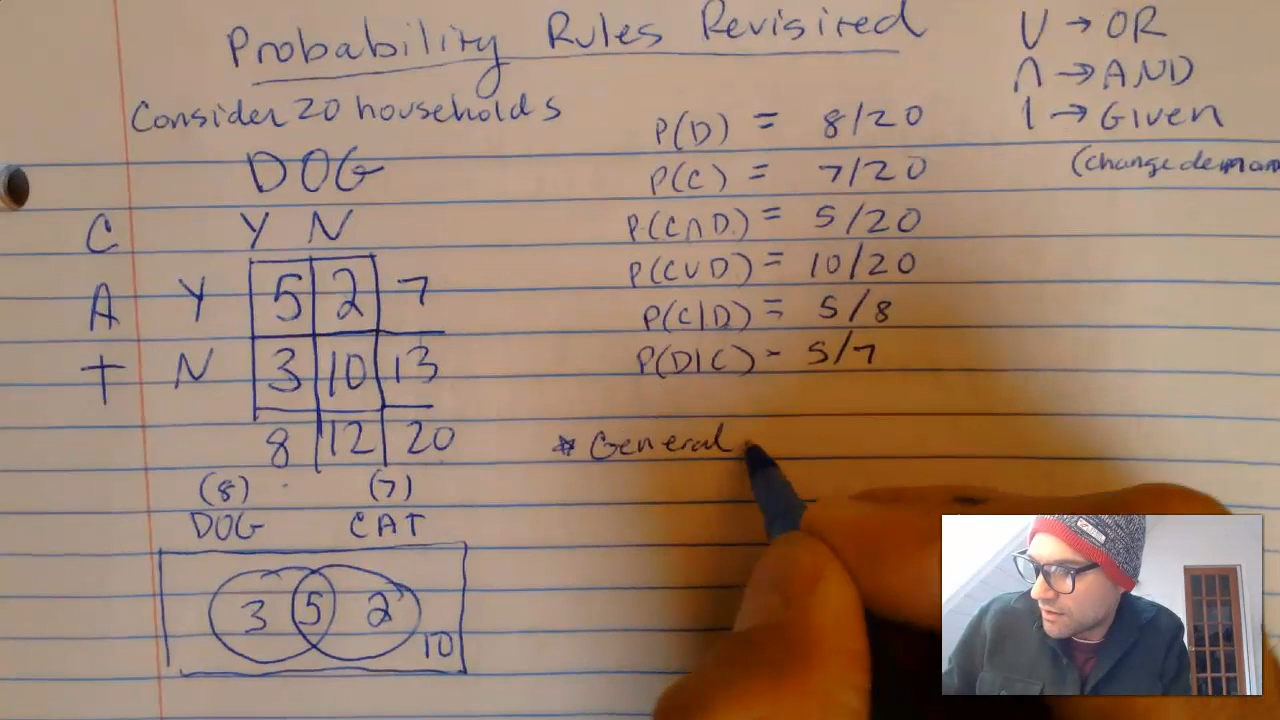 Probability Rules Revisired
Consider 20 households
DOG
Y N
C
A Y 5 2 7
T N 3 10 13
8 12 20
(8) (7)
DOG CAT
3 5 2
10
P(D) = 8/20
P(C) = 7/20
P(C∩D) = 5/20
P(C∪D) = 10/20
P(C|D) = 5/8
P(D|C) - 5/7
* General
∪ → OR
∩ → AND
| → Given
(change